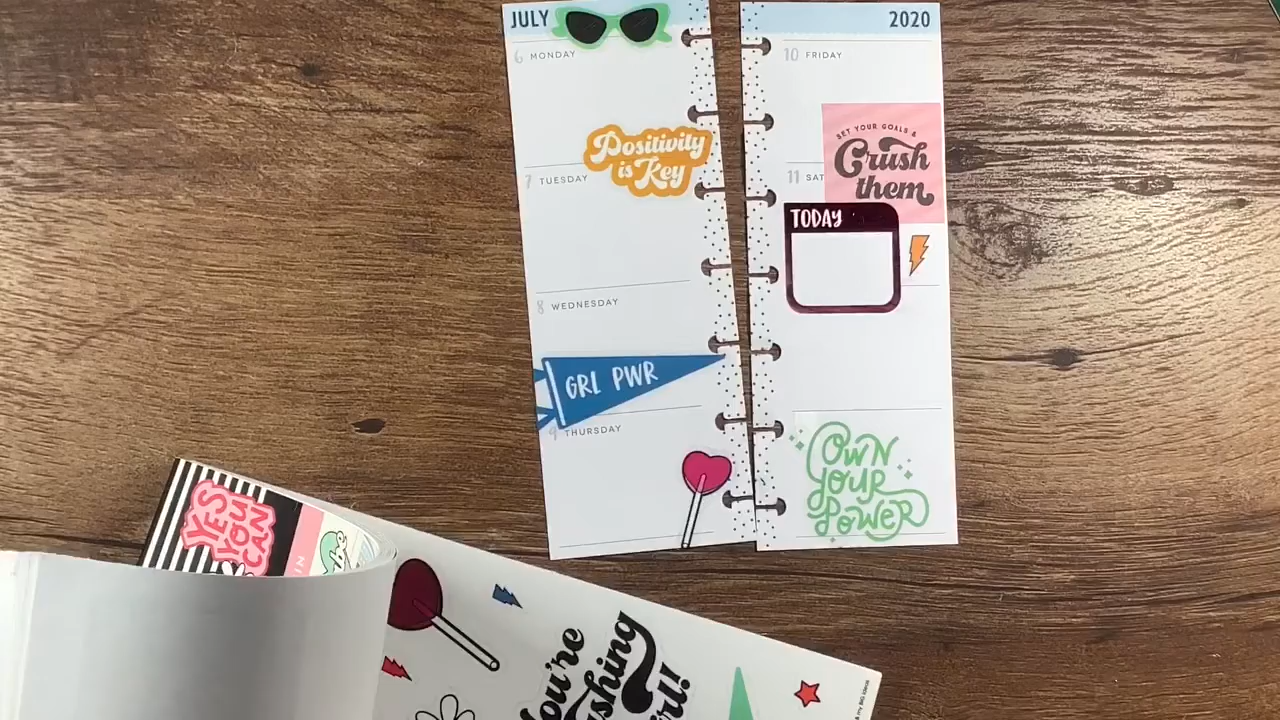 JULY
6 MONDAY
Positivity
is Key
7 TUESDAY
8 WEDNESDAY
GRL PWR
9 THURSDAY
2020
10 FRIDAY
SET YOUR GOALS &
Crush
them
11 SAT
TODAY
OWN
YOUR
POWER
YES
YOU
CAN
IN